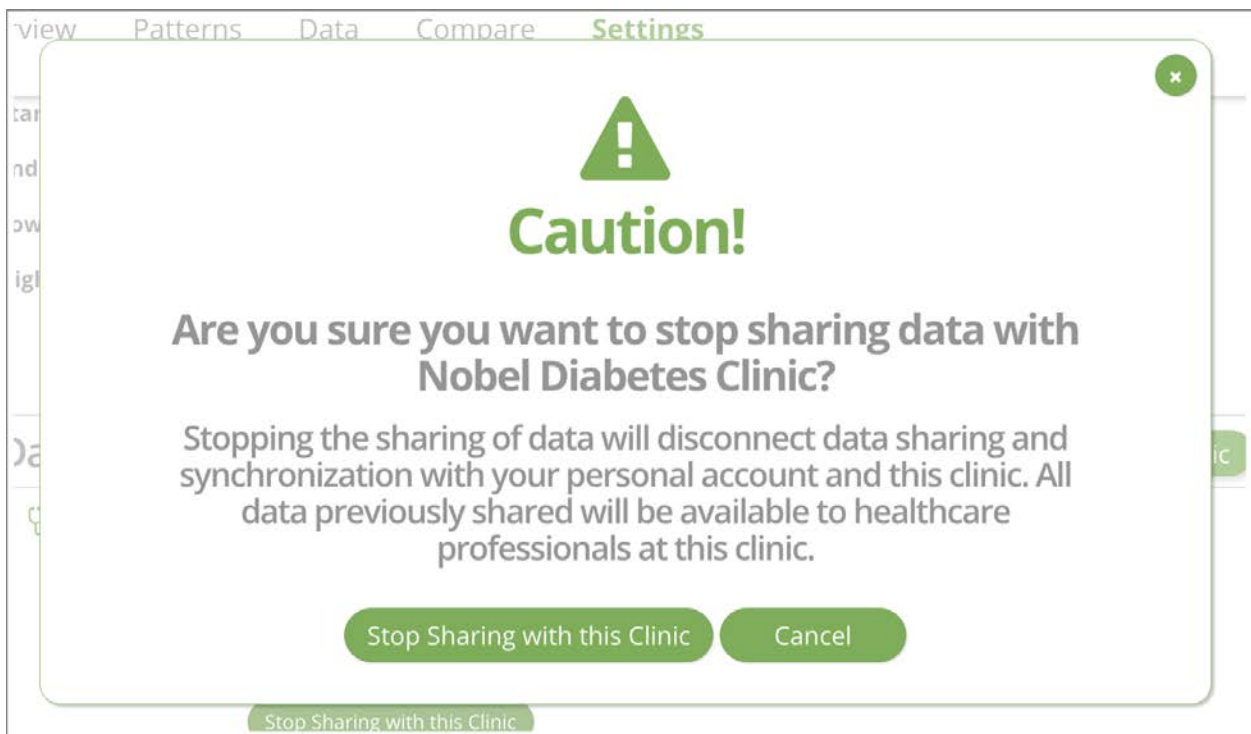 Patterns Data Compare Settings
Caution!
Are you sure you want to stop sharing data with
Nobel Diabetes Clinic?
Stopping the sharing of data will disconnect data sharing and
synchronization with your personal account and this clinic. All
data previously shared will be available to healthcare
professionals at this clinic.
Stop Sharing with this Clinic Cancel
Stop Sharing with this Clinic